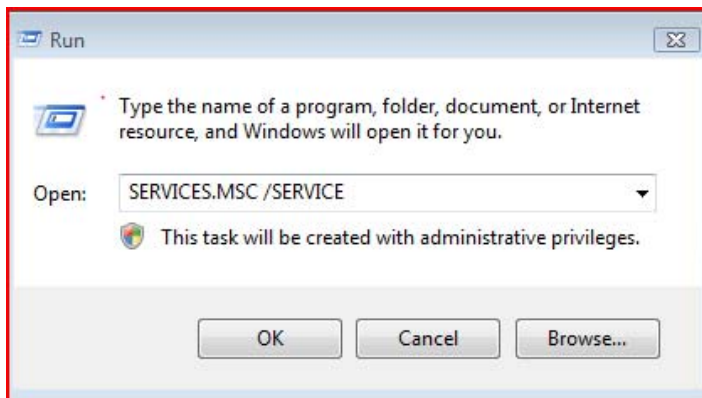 Run
Type the name of a program, folder, document, or Internet
resource, and Windows will open it for you.
Open: SERVICES.MSC /SERVICE
This task will be created with administrative privileges.
OK Cancel Browse...